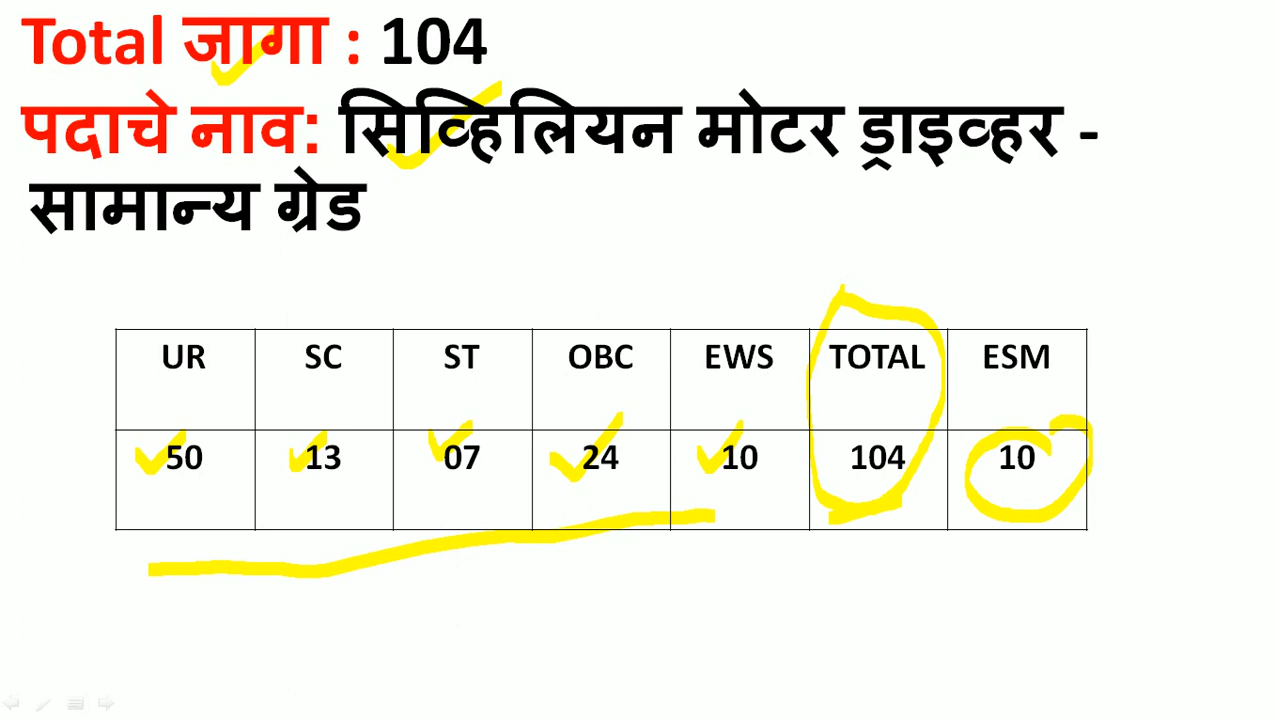 Total जागा : 104
पदाचे नाव: सिव्हिलियन मोटर ड्राइव्हर -
सामान्य ग्रेड
UR SC ST OBC EWS TOTAL ESM
50 13 07 24 10 104 10